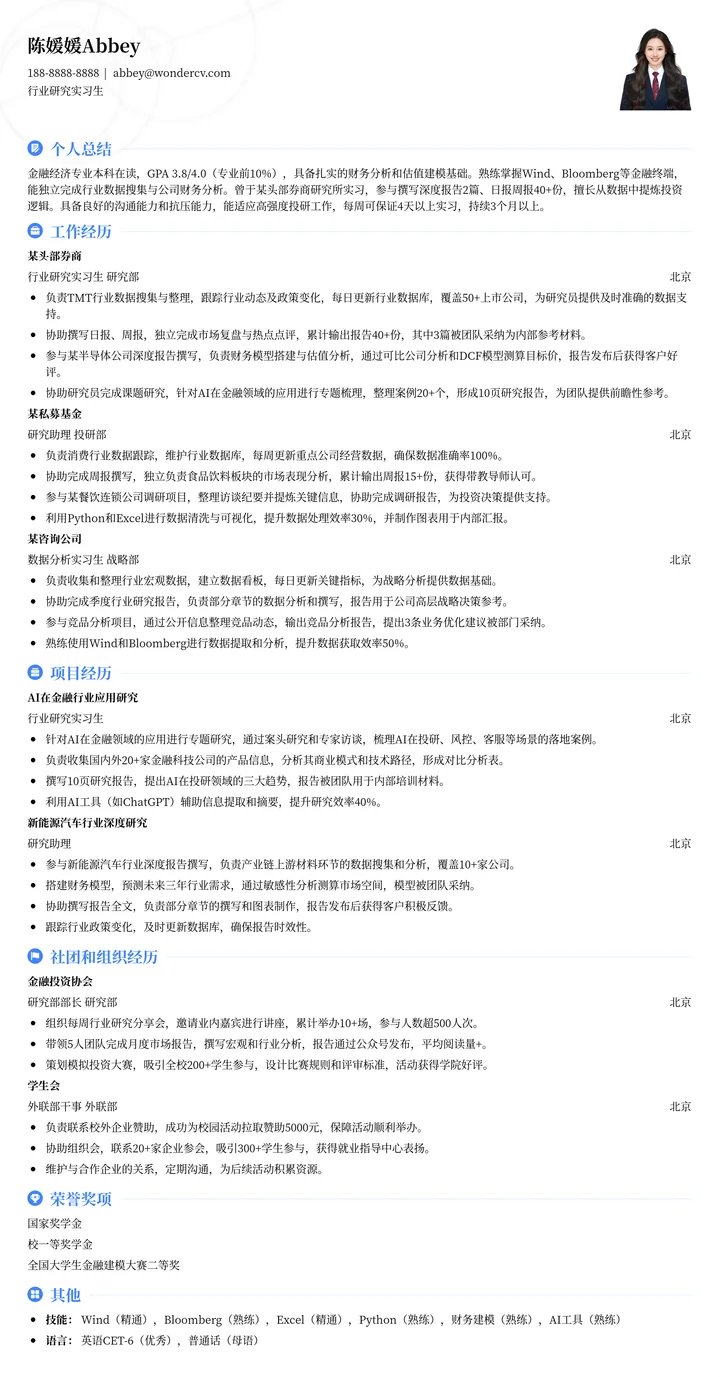 陈媛媛Abbey
188-8888-8888 | abbey@wondercv.com
行业研究实习生
个人总结
金融经济专业本科在读，GPA 3.8/4.0（专业前10%），具备扎实的财务分析和估值建模基础。熟练掌握Wind、Bloomberg等金融终端，
能独立完成行业数据搜集与公司财务分析。曾于某头部券商研究所实习，参与撰写深度报告2篇、日报周报40+份，擅长从数据中提炼投资
逻辑。具备良好的沟通能力和抗压能力，能适应高强度投研工作，每周可保证4天以上实习，持续3个月以上。
工作经历
某头部券商
行业研究实习生 研究部 北京
• 负责TMT行业数据搜集与整理，跟踪行业动态及政策变化，每日更新行业数据库，覆盖50+上市公司，为研究员提供及时准确的数据支
持。
• 协助撰写日报、周报，独立完成市场复盘与热点点评，累计输出报告40+份，其中3篇被团队采纳为内部参考材料。
• 参与某半导体公司深度报告撰写，负责财务模型搭建与估值分析，通过可比公司分析和DCF模型测算目标价，报告发布后获得客户好
评。
• 协助研究员完成课题研究，针对AI在金融领域的应用进行专题梳理，整理案例20+个，形成10页研究报告，为团队提供前瞻性参考。
某私募基金
研究助理 投研部 北京
• 负责消费行业数据跟踪，维护行业数据库，每周更新重点公司经营数据，确保数据准确率100%。
• 协助完成周报撰写，独立负责食品饮料板块的市场表现分析，累计输出周报15+份，获得带教导师认可。
• 参与某餐饮连锁公司调研项目，整理访谈纪要并提炼关键信息，协助完成调研报告，为投资决策提供支持。
• 利用Python和Excel进行数据清洗与可视化，提升数据处理效率30%，并制作图表用于内部汇报。
某咨询公司
数据分析实习生 战略部 北京
• 负责收集和整理行业宏观数据，建立数据看板，每日更新关键指标，为战略分析提供数据基础。
• 协助完成季度行业研究报告，负责部分章节的数据分析和撰写，报告用于公司高层战略决策参考。
• 参与竞品分析项目，通过公开信息整理竞品动态，输出竞品分析报告，提出3条业务优化建议被部门采纳。
• 熟练使用Wind和Bloomberg进行数据提取和分析，提升数据获取效率50%。
项目经历
AI在金融行业应用研究
行业研究实习生 北京
• 针对AI在金融领域的应用进行专题研究，通过案头研究和专家访谈，梳理AI在投研、风控、客服等场景的落地案例。
• 负责收集国内外20+家金融科技公司的产品信息，分析其商业模式和技术路径，形成对比分析表。
• 撰写10页研究报告，提出AI在投研领域的三大趋势，报告被团队用于内部培训材料。
• 利用AI工具（如ChatGPT）辅助信息提取和摘要，提升研究效率40%。
新能源汽车行业深度研究
研究助理 北京
• 参与新能源汽车行业深度报告撰写，负责产业链上游材料环节的数据搜集和分析，覆盖10+家公司。
• 搭建财务模型，预测未来三年行业需求，通过敏感性分析测算市场空间，模型被团队采纳。
• 协助撰写报告全文，负责部分章节的撰写和图表制作，报告发布后获得客户积极反馈。
• 跟踪行业政策变化，及时更新数据库，确保报告时效性。
社团和组织经历
金融投资协会
研究部部长 研究部 北京
• 组织每周行业研究分享会，邀请业内嘉宾进行讲座，累计举办10+场，参与人数超500人次。
• 带领5人团队完成月度市场报告，撰写宏观和行业分析，报告通过公众号发布，平均阅读量+。
• 策划模拟投资大赛，吸引全校200+学生参与，设计比赛规则和评审标准，活动获得学院好评。
学生会
外联部干事 外联部 北京
• 负责联系校外企业赞助，成功为校园活动拉取赞助5000元，保障活动顺利举办。
• 协助组织会，联系20+家企业参会，吸引300+学生参与，获得就业指导中心表扬。
• 维护与合作企业的关系，定期沟通，为后续活动积累资源。
荣誉奖项
国家奖学金
校一等奖学金
全国大学生金融建模大赛二等奖
其他
• 技能： Wind（精通），Bloomberg（熟练），Excel（精通），Python（熟练），财务建模（熟练），AI工具（熟练）
• 语言： 英语CET-6（优秀），普通话（母语）